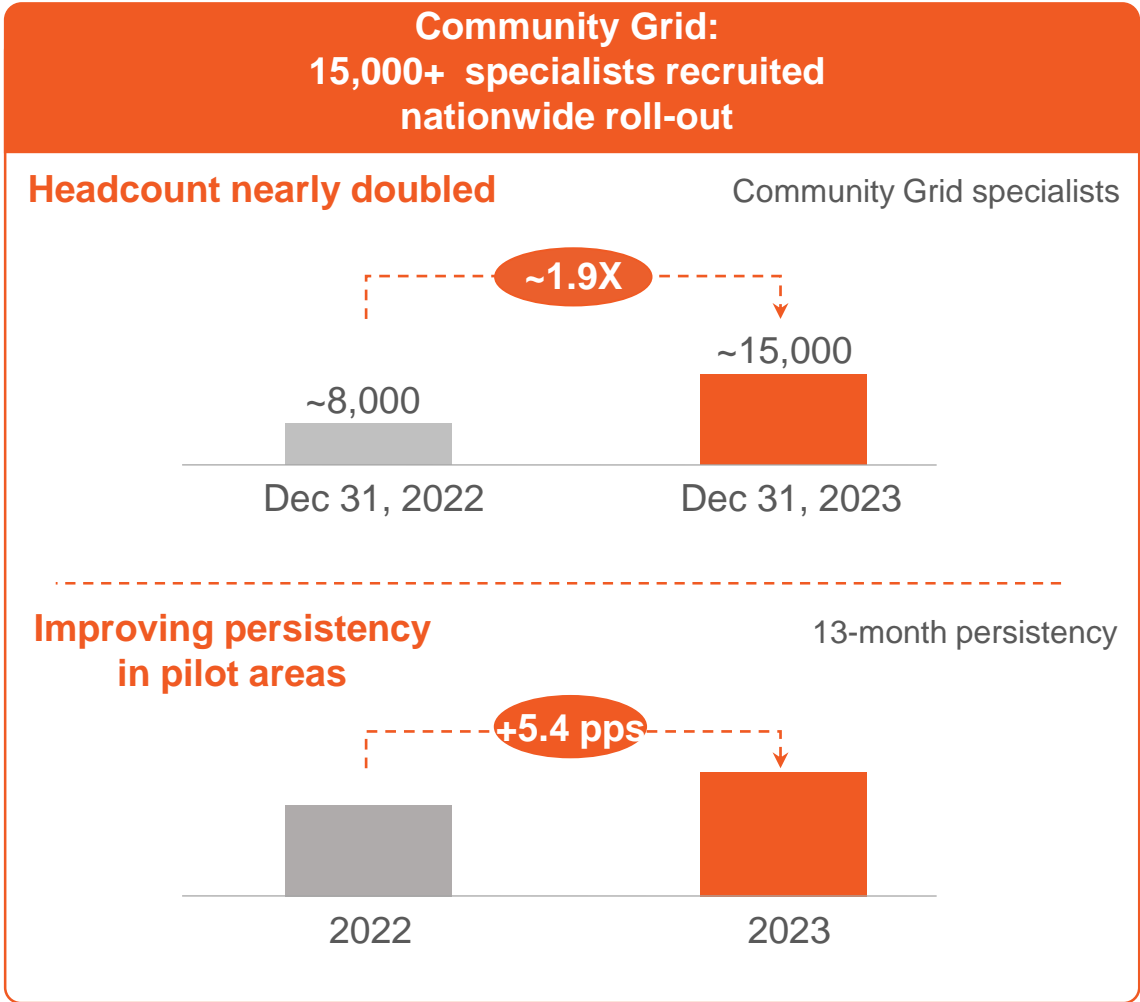 Community Grid:
15,000+ specialists recruited
nationwide roll-out
Headcount nearly doubled
Community Grid specialists
~1.9X
~8,000
~15,000
Dec 31, 2022
Dec 31, 2023
Improving persistency
in pilot areas
13-month persistency
+5.4 pps
2022
2023